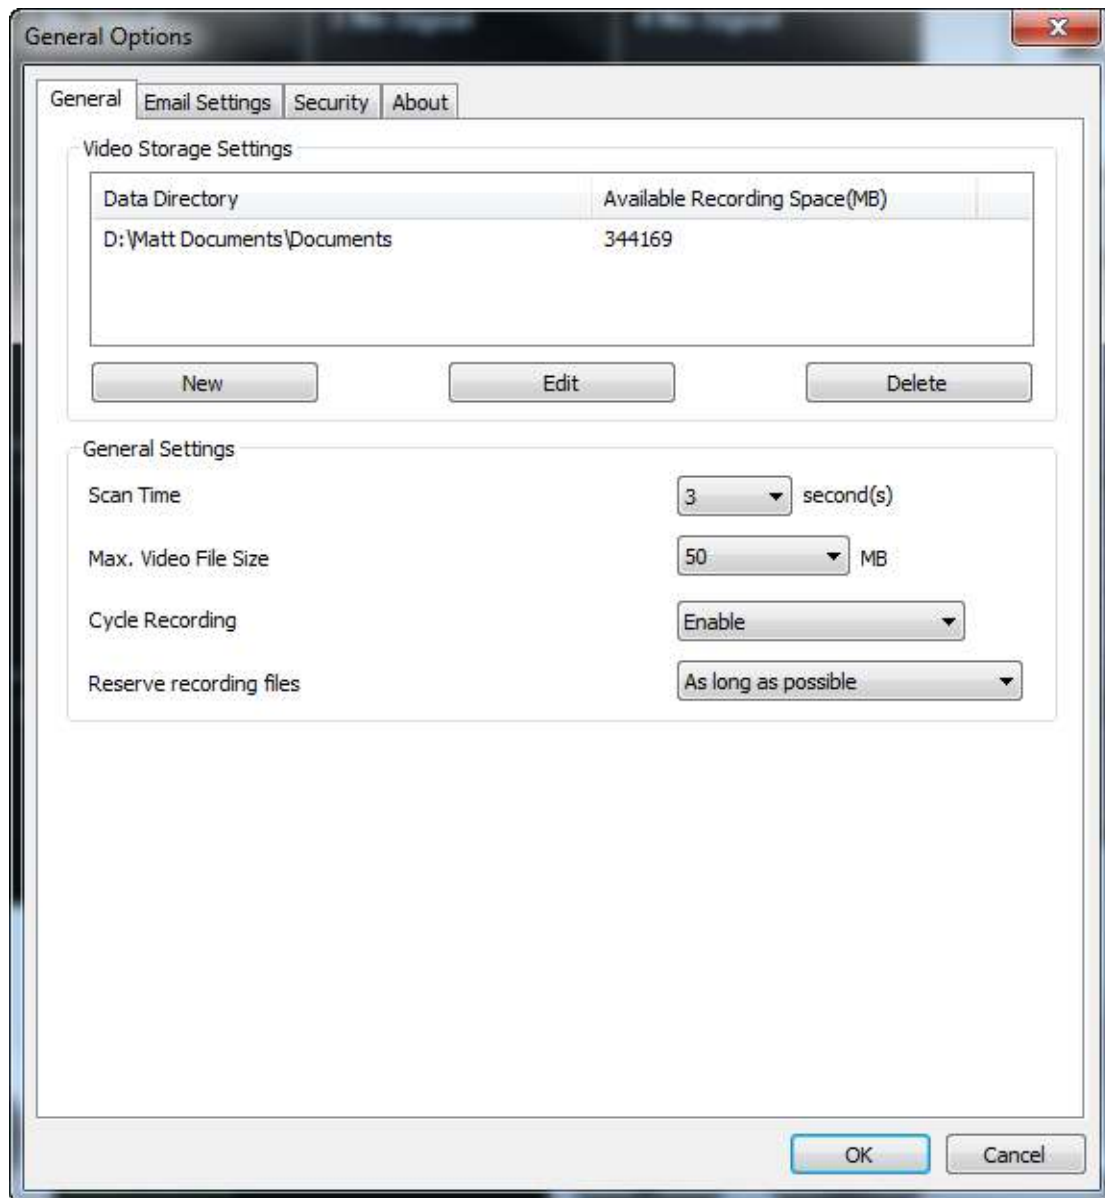 General Options
General Email Settings Security About
Video Storage Settings
Data Directory Available Recording Space(MB)
D:\Matt Documents\Documents 344169
New Edit Delete
General Settings
Scan Time 3 second(s)
Max. Video File Size 50 MB
Cycle Recording Enable
Reserve recording files As long as possible
OK Cancel